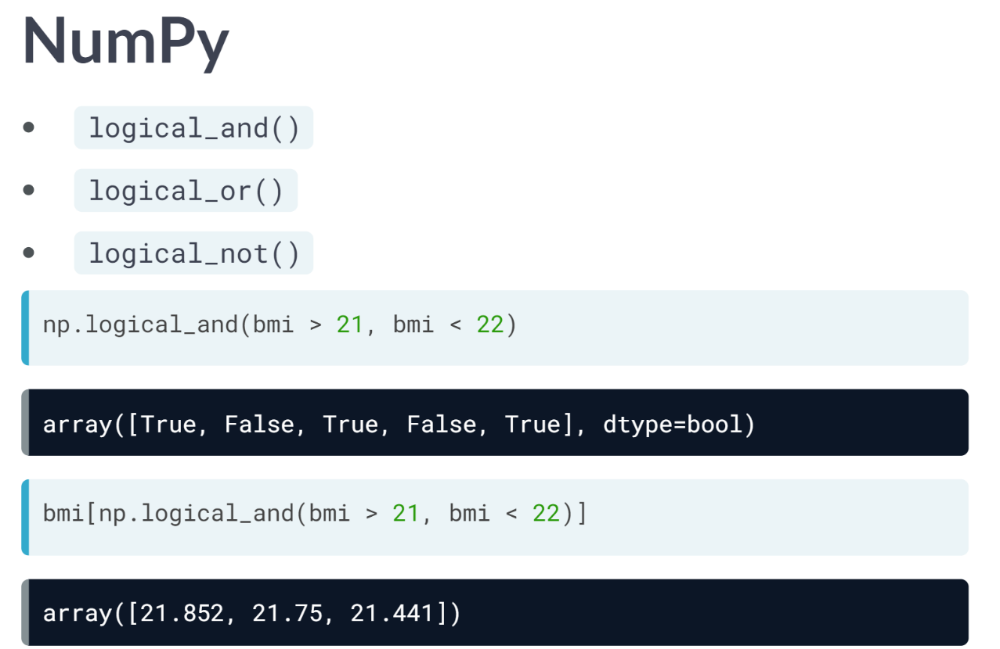 NumPy
• logical_and()
• logical_or()
• logical_not()
np.logical_and(bmi > 21, bmi < 22)
array([True, False, True, False, True], dtype=bool)
bmi[np.logical_and(bmi > 21, bmi < 22)]
array([21.852, 21.75, 21.441])